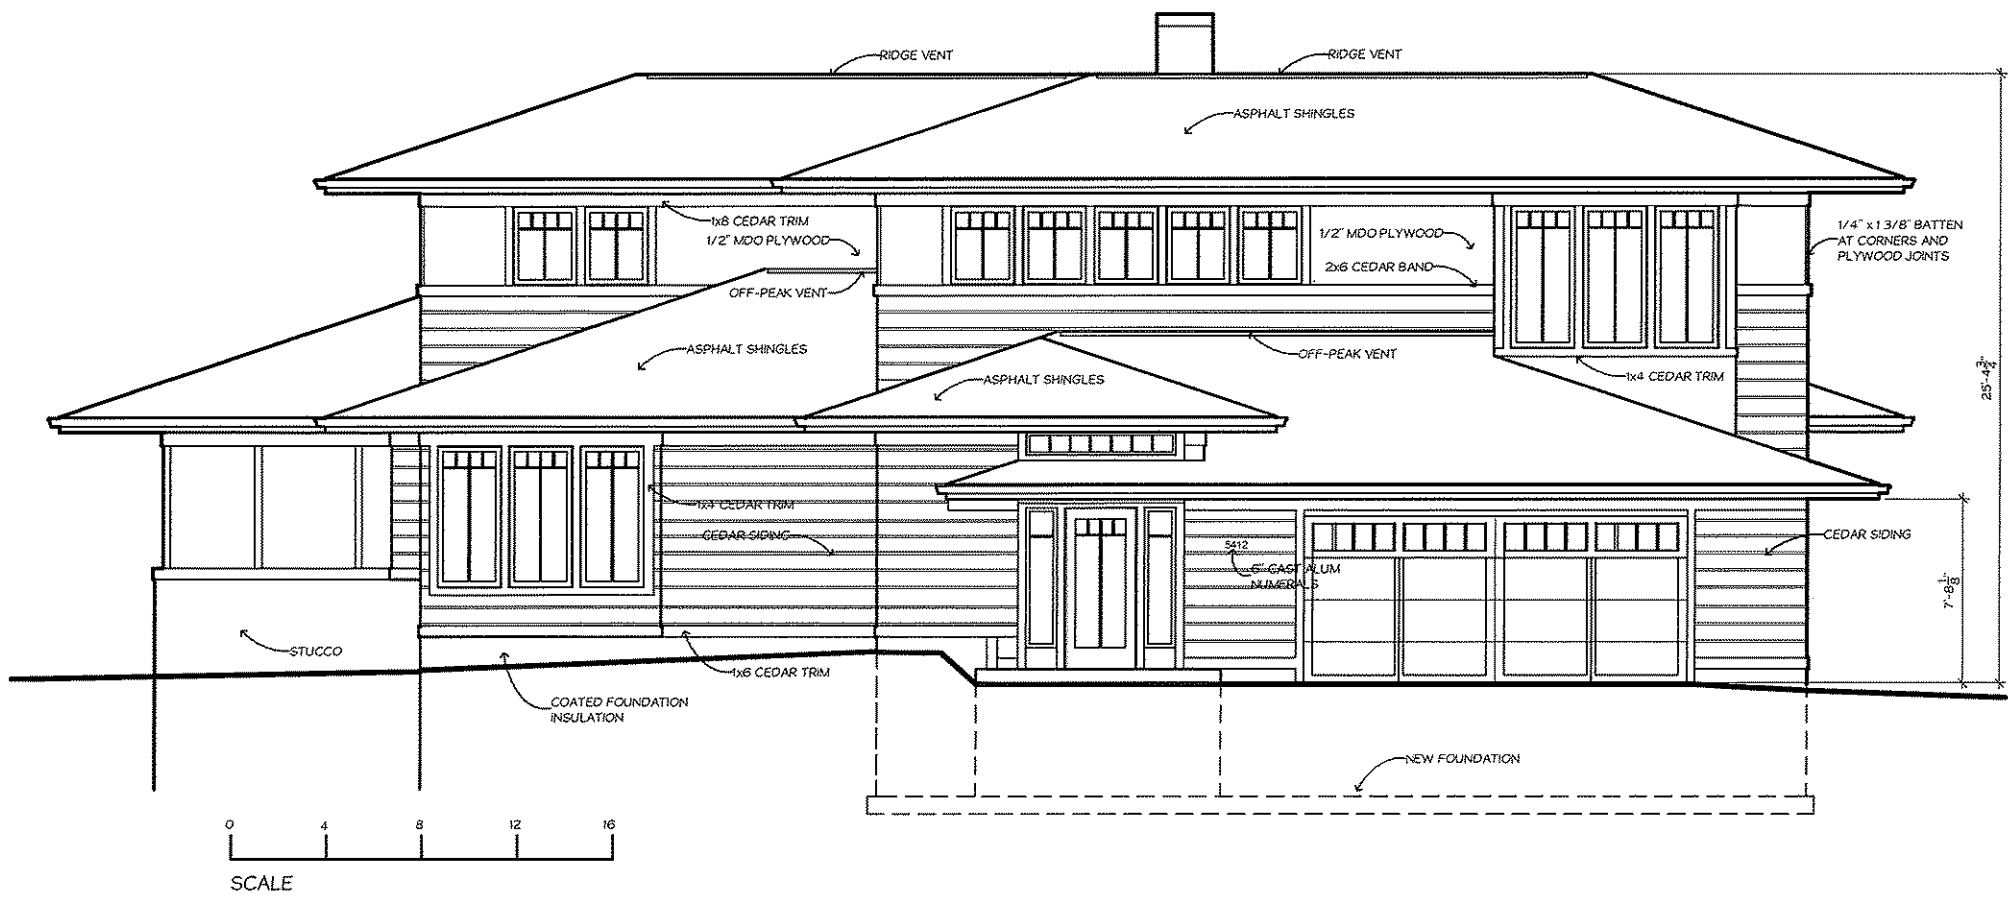 RIDGE VENT
RIDGE VENT
ASPHALT SHINGLES
1x8 CEDAR TRIM
1/2" MDO PLYWOOD
1/2" MDO PLYWOOD
2x6 CEDAR BAND
1/4" x 1 3/8" BATTEN
AT CORNERS AND
PLYWOOD JOINTS
OFF-PEAK VENT
ASPHALT SHINGLES
OFF-PEAK VENT
ASPHALT SHINGLES
1x4 CEDAR TRIM
25'-4 3/4"
1x4 CEDAR TRIM
CEDAR SIDING
5412
6" CAST ALUM
NUMERALS
CEDAR SIDING
7'-8 1/8"
STUCCO
1x6 CEDAR TRIM
COATED FOUNDATION
INSULATION
NEW FOUNDATION
0 4 8 12 16
SCALE